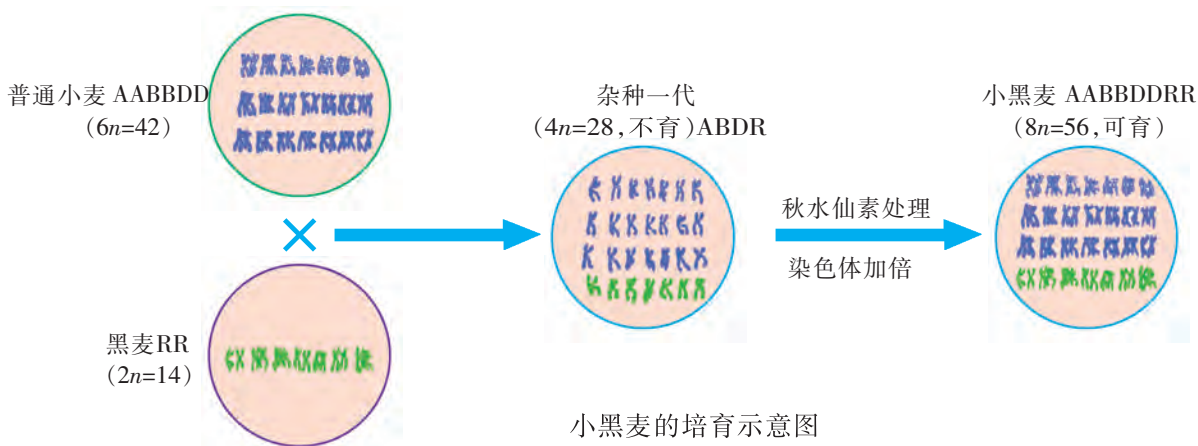 普通小麦 AABBDD
(6n=42)
黑麦RR
(2n=14)
杂种一代
(4n=28,不育)ABDR
秋水仙素处理
染色体加倍
小黑麦 AABBDDRR
(8n=56,可育)
小黑麦的培育示意图